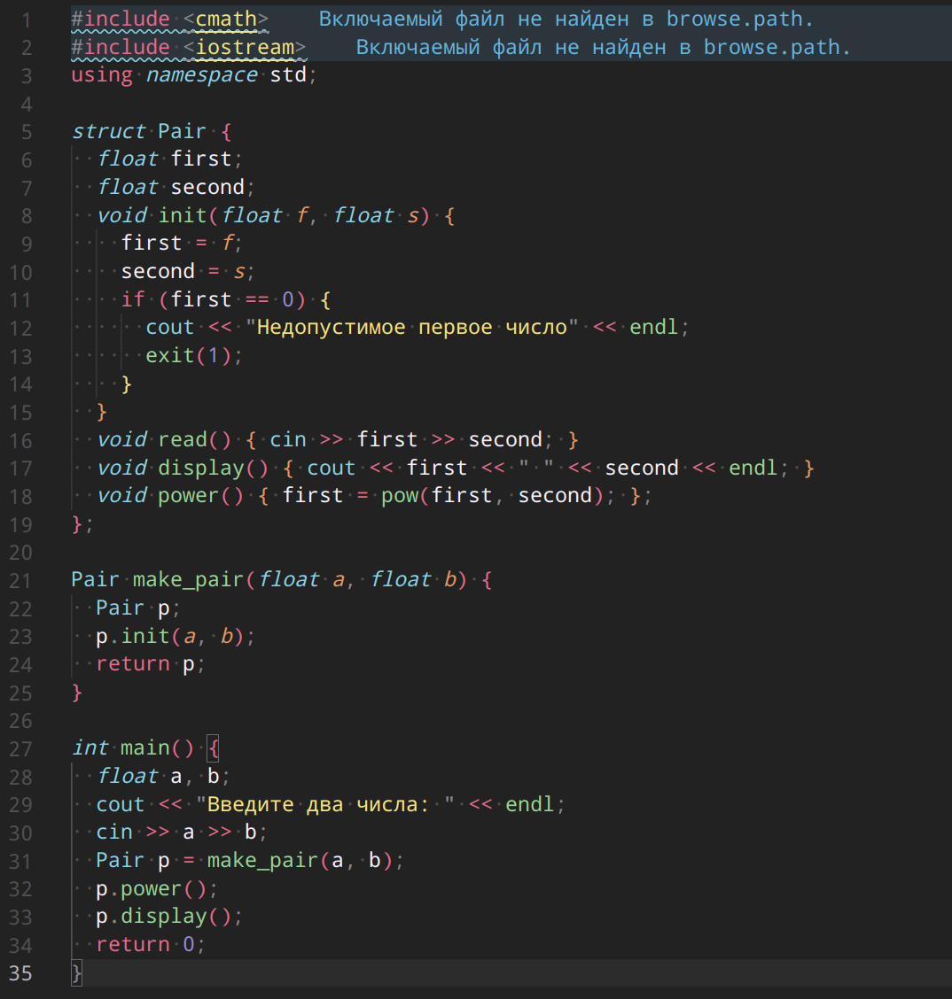 1 #include <cmath> Включаемый файл не найден в browse.path.
2 #include <iostream> Включаемый файл не найден в browse.path.
3 using namespace std;
4
5 struct Pair {
6   float first;
7   float second;
8   void init(float f, float s) {
9     first = f;
10     second = s;
11     if (first == 0) {
12       cout << "Недопустимое первое число" << endl;
13       exit(1);
14     }
15   }
16   void read() { cin >> first >> second; }
17   void display() { cout << first << " " << second << endl; }
18   void power() { first = pow(first, second); };
19 };
20
21 Pair make_pair(float a, float b) {
22   Pair p;
23   p.init(a, b);
24   return p;
25 }
26
27 int main() {
28   float a, b;
29   cout << "Введите два числа: " << endl;
30   cin >> a >> b;
31   Pair p = make_pair(a, b);
32   p.power();
33   p.display();
34   return 0;
35 }